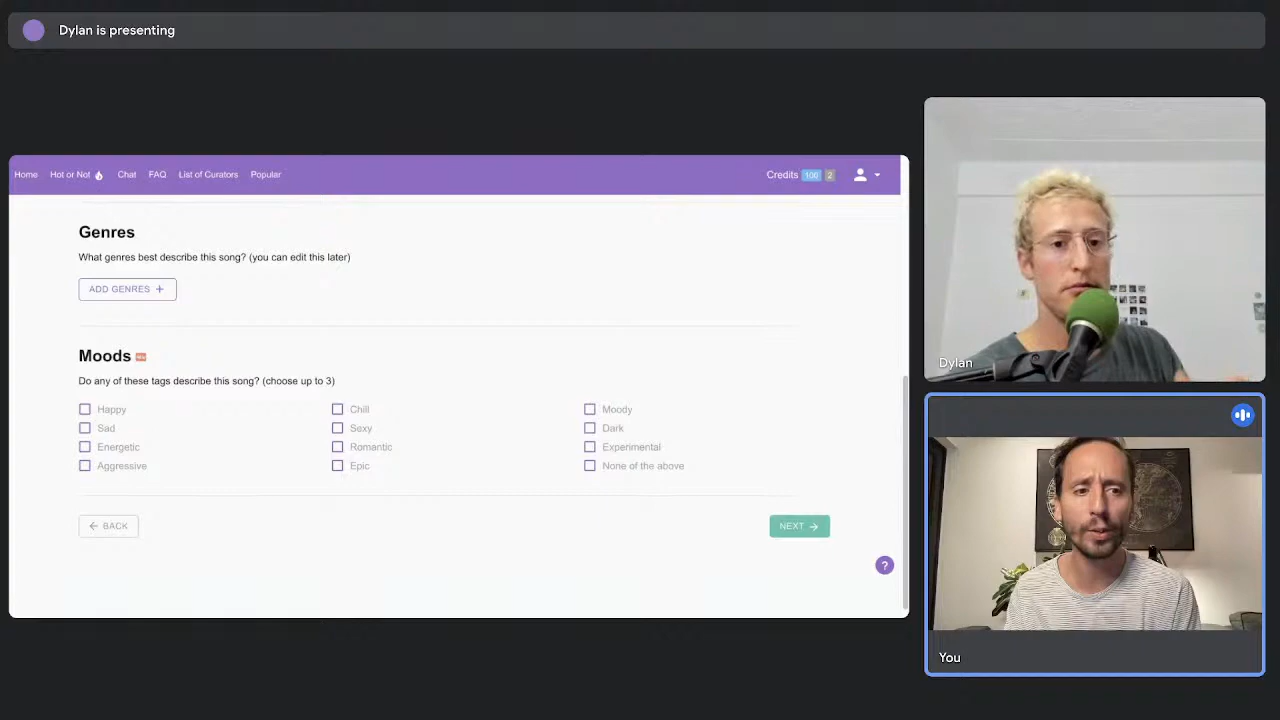 Dylan is presenting
Home Hot or Not Chat FAQ List of Curators Popular Credits 100 2
Genres
What genres best describe this song? (you can edit this later)
ADD GENRES +
Moods
Do any of these tags describe this song? (choose up to 3)
Happy Chill Moody
Sad Sexy Dark
Energetic Romantic Experimental
Aggressive Epic None of the above
← BACK NEXT →
?
Dylan
You